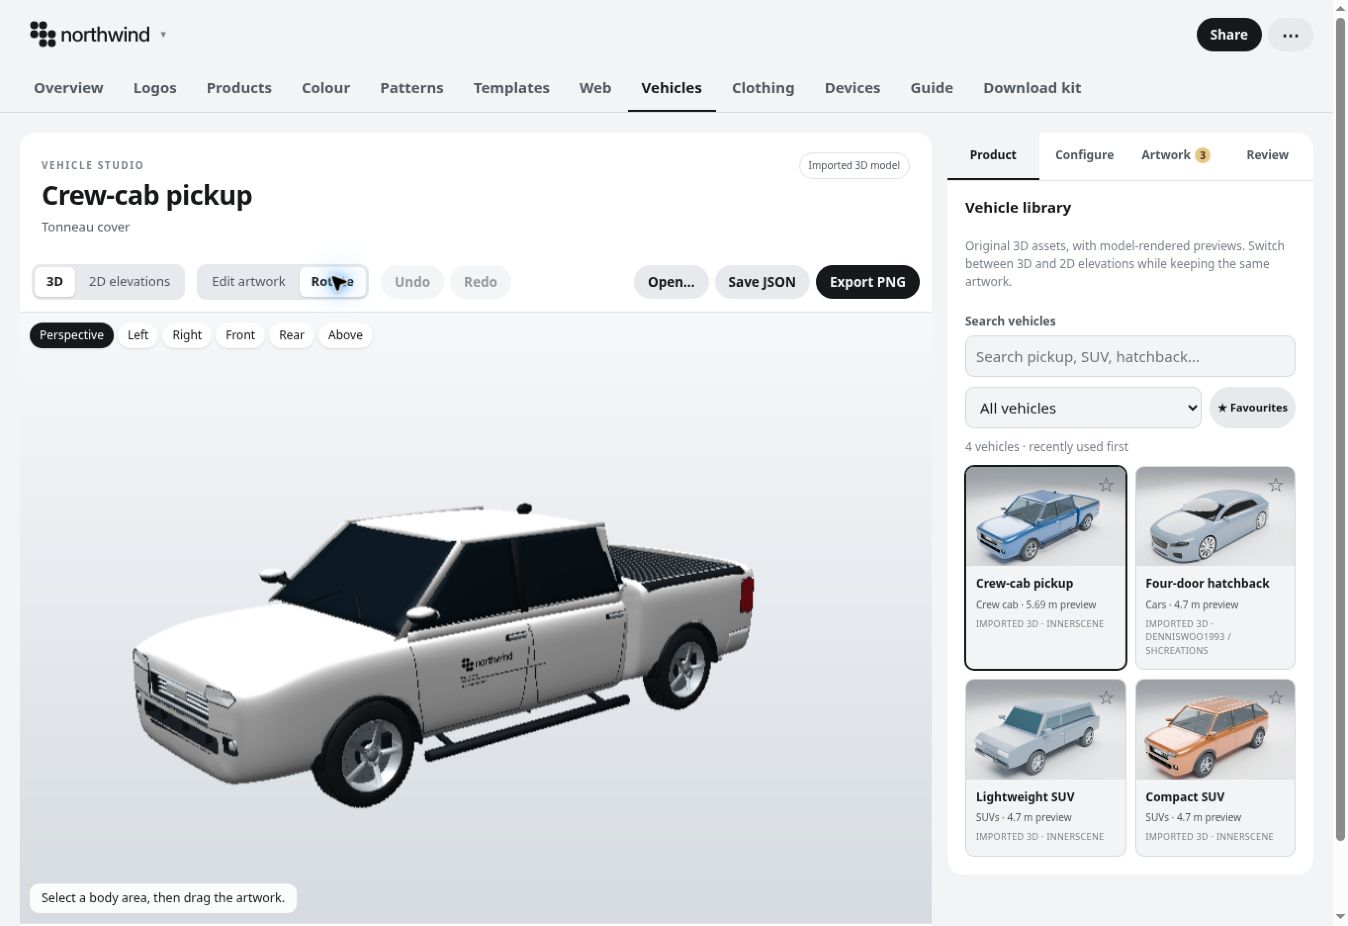 northwind
Share
...
Overview Logos Products Colour Patterns Templates Web Vehicles Clothing Devices Guide Download kit
VEHICLE STUDIO
Imported 3D model
Crew-cab pickup
Tonneau cover
3D 2D elevations Edit artwork Undo Redo Open... Save JSON Export PNG
Perspective Left Right Front Rear Above
northwind
Select a body area, then drag the artwork.
Product Configure Artwork 3 Review
Vehicle library
Original 3D assets, with model-rendered previews. Switch
between 3D and 2D elevations while keeping the same
artwork.
Search vehicles
Search pickup, SUV, hatchback...
All vehicles
★ Favourites
4 vehicles · recently used first
Crew-cab pickup
Crew cab · 5.69 m preview
IMPORTED 3D · INNERSCENE
Four-door hatchback
Cars · 4.7 m preview
IMPORTED 3D ·
DENNISWOO1993 /
SHCREATIONS
Lightweight SUV
SUVs · 4.7 m preview
IMPORTED 3D · INNERSCENE
Compact SUV
SUVs · 4.7 m preview
IMPORTED 3D · INNERSCENE